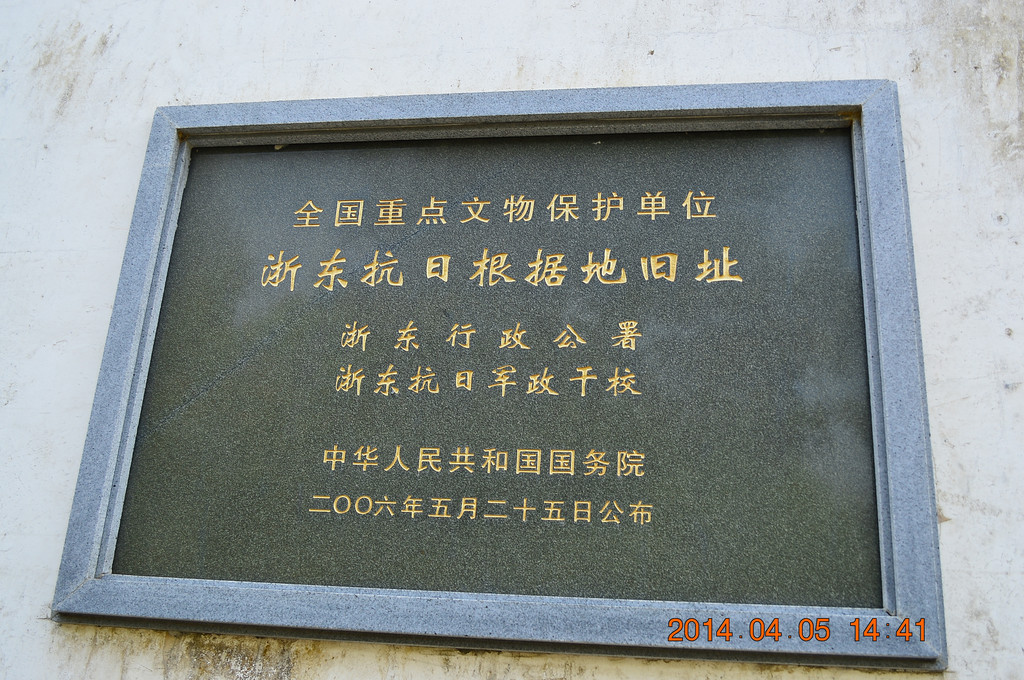 全国重点文物保护单位
浙东抗日根据地旧址
浙东行政公署
浙东抗日军政干校
中华人民共和国国务院
二〇〇六年五月二十五日公布
2014.04.05 14:41